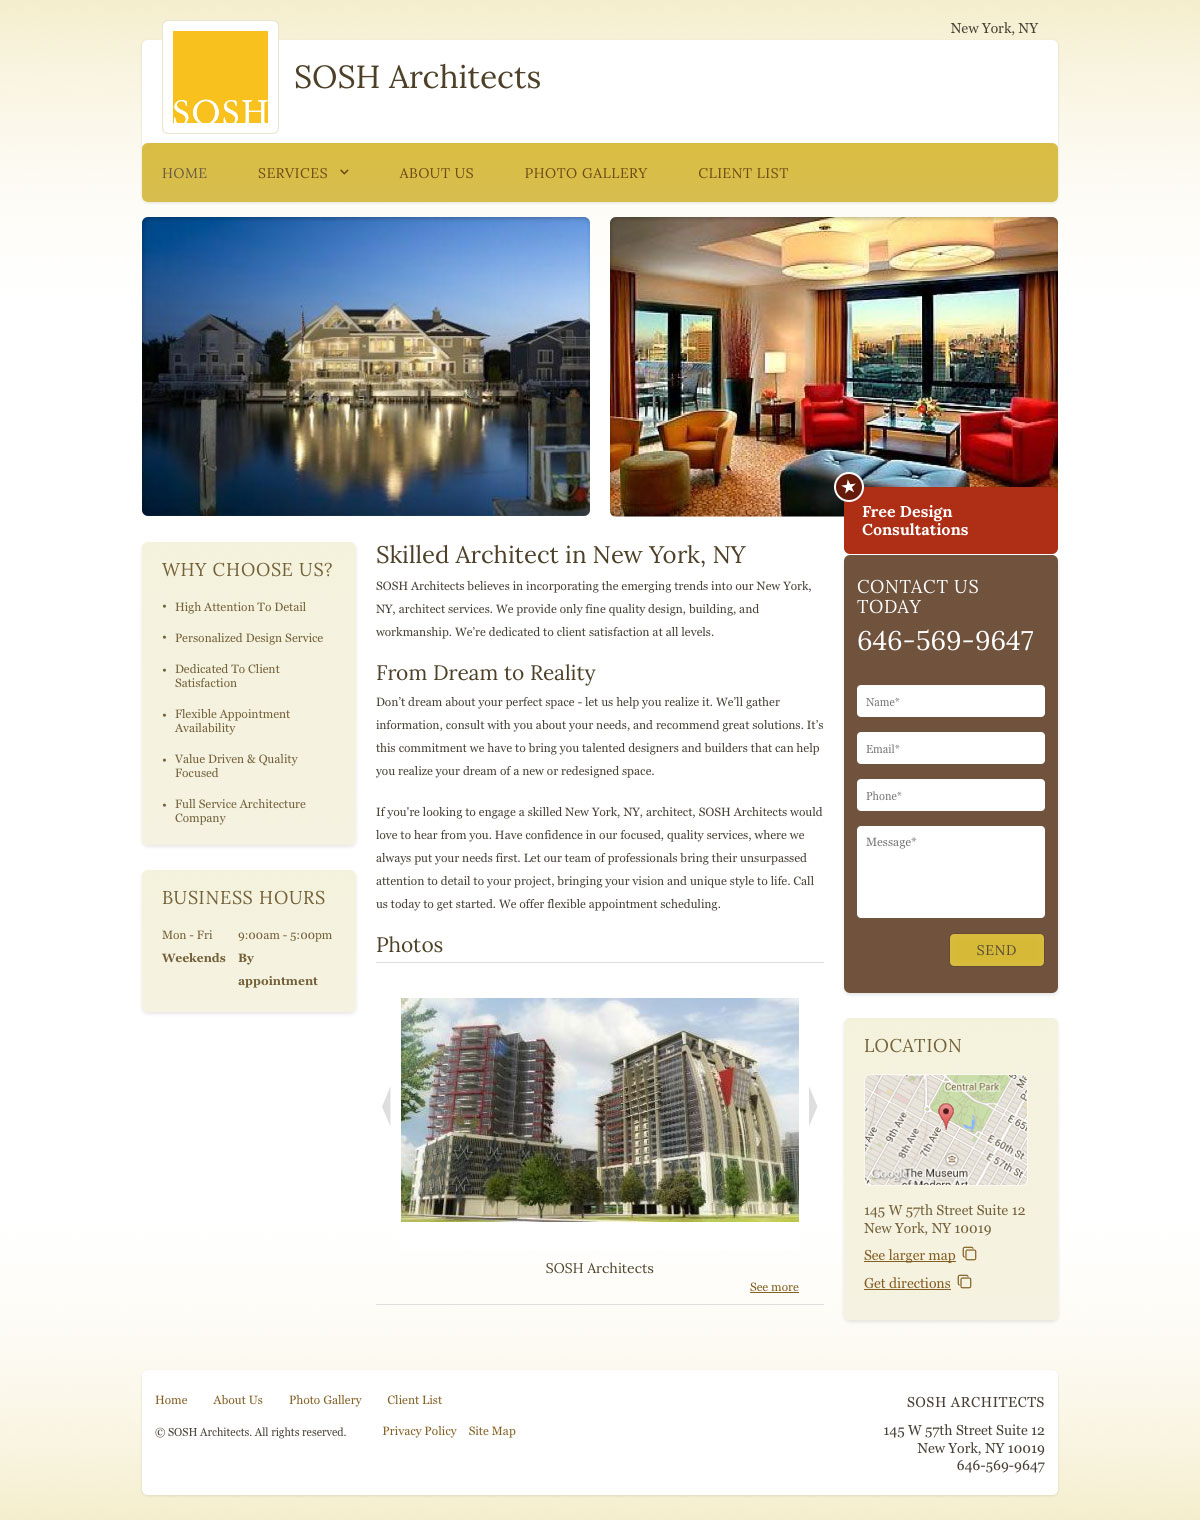 New York, NY
SOSH
SOSH Architects
HOME
SERVICES
ABOUT US
PHOTO GALLERY
CLIENT LIST
Free Design
Consultations
WHY CHOOSE US?
• High Attention To Detail
• Personalized Design Service
• Dedicated To Client
Satisfaction
• Flexible Appointment
Availability
• Value Driven & Quality
Focused
• Full Service Architecture
Company
BUSINESS HOURS
Mon - Fri 9:00am - 5:00pm
Weekends By
appointment
Skilled Architect in New York, NY
SOSH Architects believes in incorporating the emerging trends into our New York,
NY, architect services. We provide only fine quality design, building, and
workmanship. We’re dedicated to client satisfaction at all levels.
From Dream to Reality
Don’t dream about your perfect space - let us help you realize it. We’ll gather
information, consult with you about your needs, and recommend great solutions. It’s
this commitment we have to bring you talented designers and builders that can help
you realize your dream of a new or redesigned space.
If you're looking to engage a skilled New York, NY, architect, SOSH Architects would
love to hear from you. Have confidence in our focused, quality services, where we
always put your needs first. Let our team of professionals bring their unsurpassed
attention to detail to your project, bringing your vision and unique style to life. Call
us today to get started. We offer flexible appointment scheduling.
Photos
SOSH Architects
See more
CONTACT US
TODAY
646-569-9647
Name*
Email*
Phone*
Message*
SEND
LOCATION
Central Park
Ma
P
9th Ave
8th Ave
7th Ave
Ave
E 65
E 60th St
E 57th St
Google
The Museum
of Modern Art
145 W 57th Street Suite 12
New York, NY 10019
See larger map
Get directions
Home
About Us
Photo Gallery
Client List
© SOSH Architects. All rights reserved.
Privacy Policy
Site Map
SOSH ARCHITECTS
145 W 57th Street Suite 12
New York, NY 10019
646-569-9647